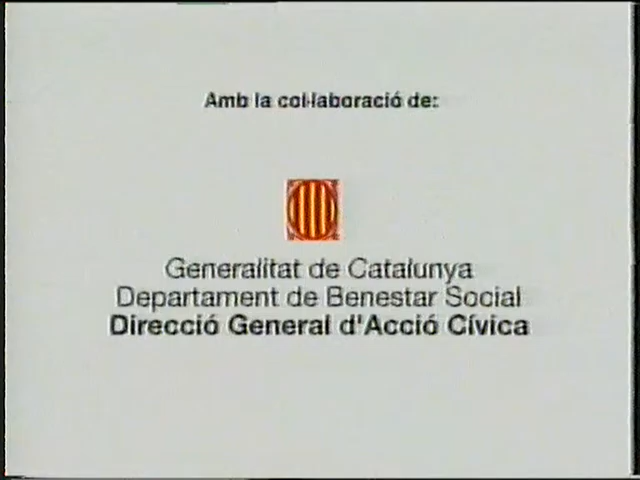 Amb la col·laboració de:
Generalitat de Catalunya
Departament de Benestar Social
Direcció General d'Acció Cívica